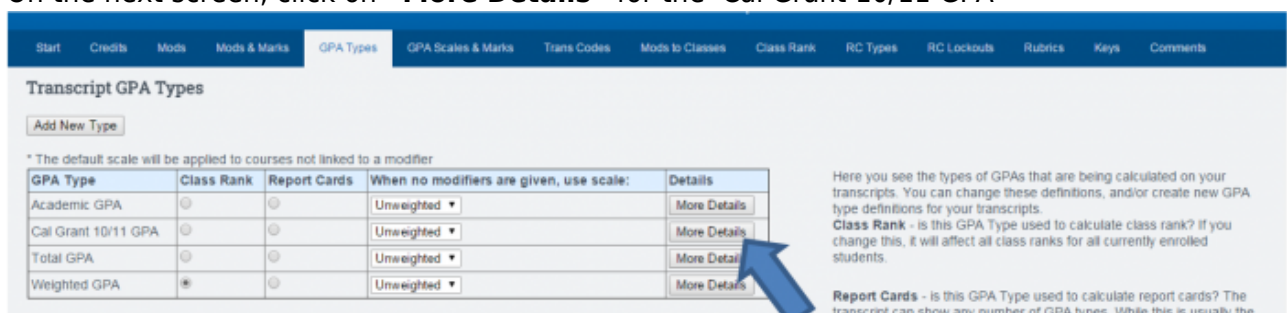 On the next screen, click on "More Details" for the "Cal Grant 10/11 GPA"
Start Credits Mods Mods & Marks GPA Types GPA Scales & Marks Trans Codes Mods to Classes Class Rank RC Types RC Lockouts Rubrics Keys Comments
Transcript GPA Types
Add New Type
* The default scale will be applied to courses not linked to a modifier
GPA Type Class Rank Report Cards When no modifiers are given, use scale: Details
Academic GPA Unweighted More Details
Cal Grant 10/11 GPA Unweighted More Details
Total GPA Unweighted More Details
Weighted GPA Unweighted More Details
Here you see the types of GPAs that are being calculated on your
transcripts. You can change these definitions, and/or create new GPA
type definitions for your transcripts.
Class Rank - is this GPA Type used to calculate class rank? If you
change this, it will affect all class ranks for all currently enrolled
students.
Report Cards - is this GPA Type used to calculate report cards? The
transcript can show any number of GPA types. While this is usually the